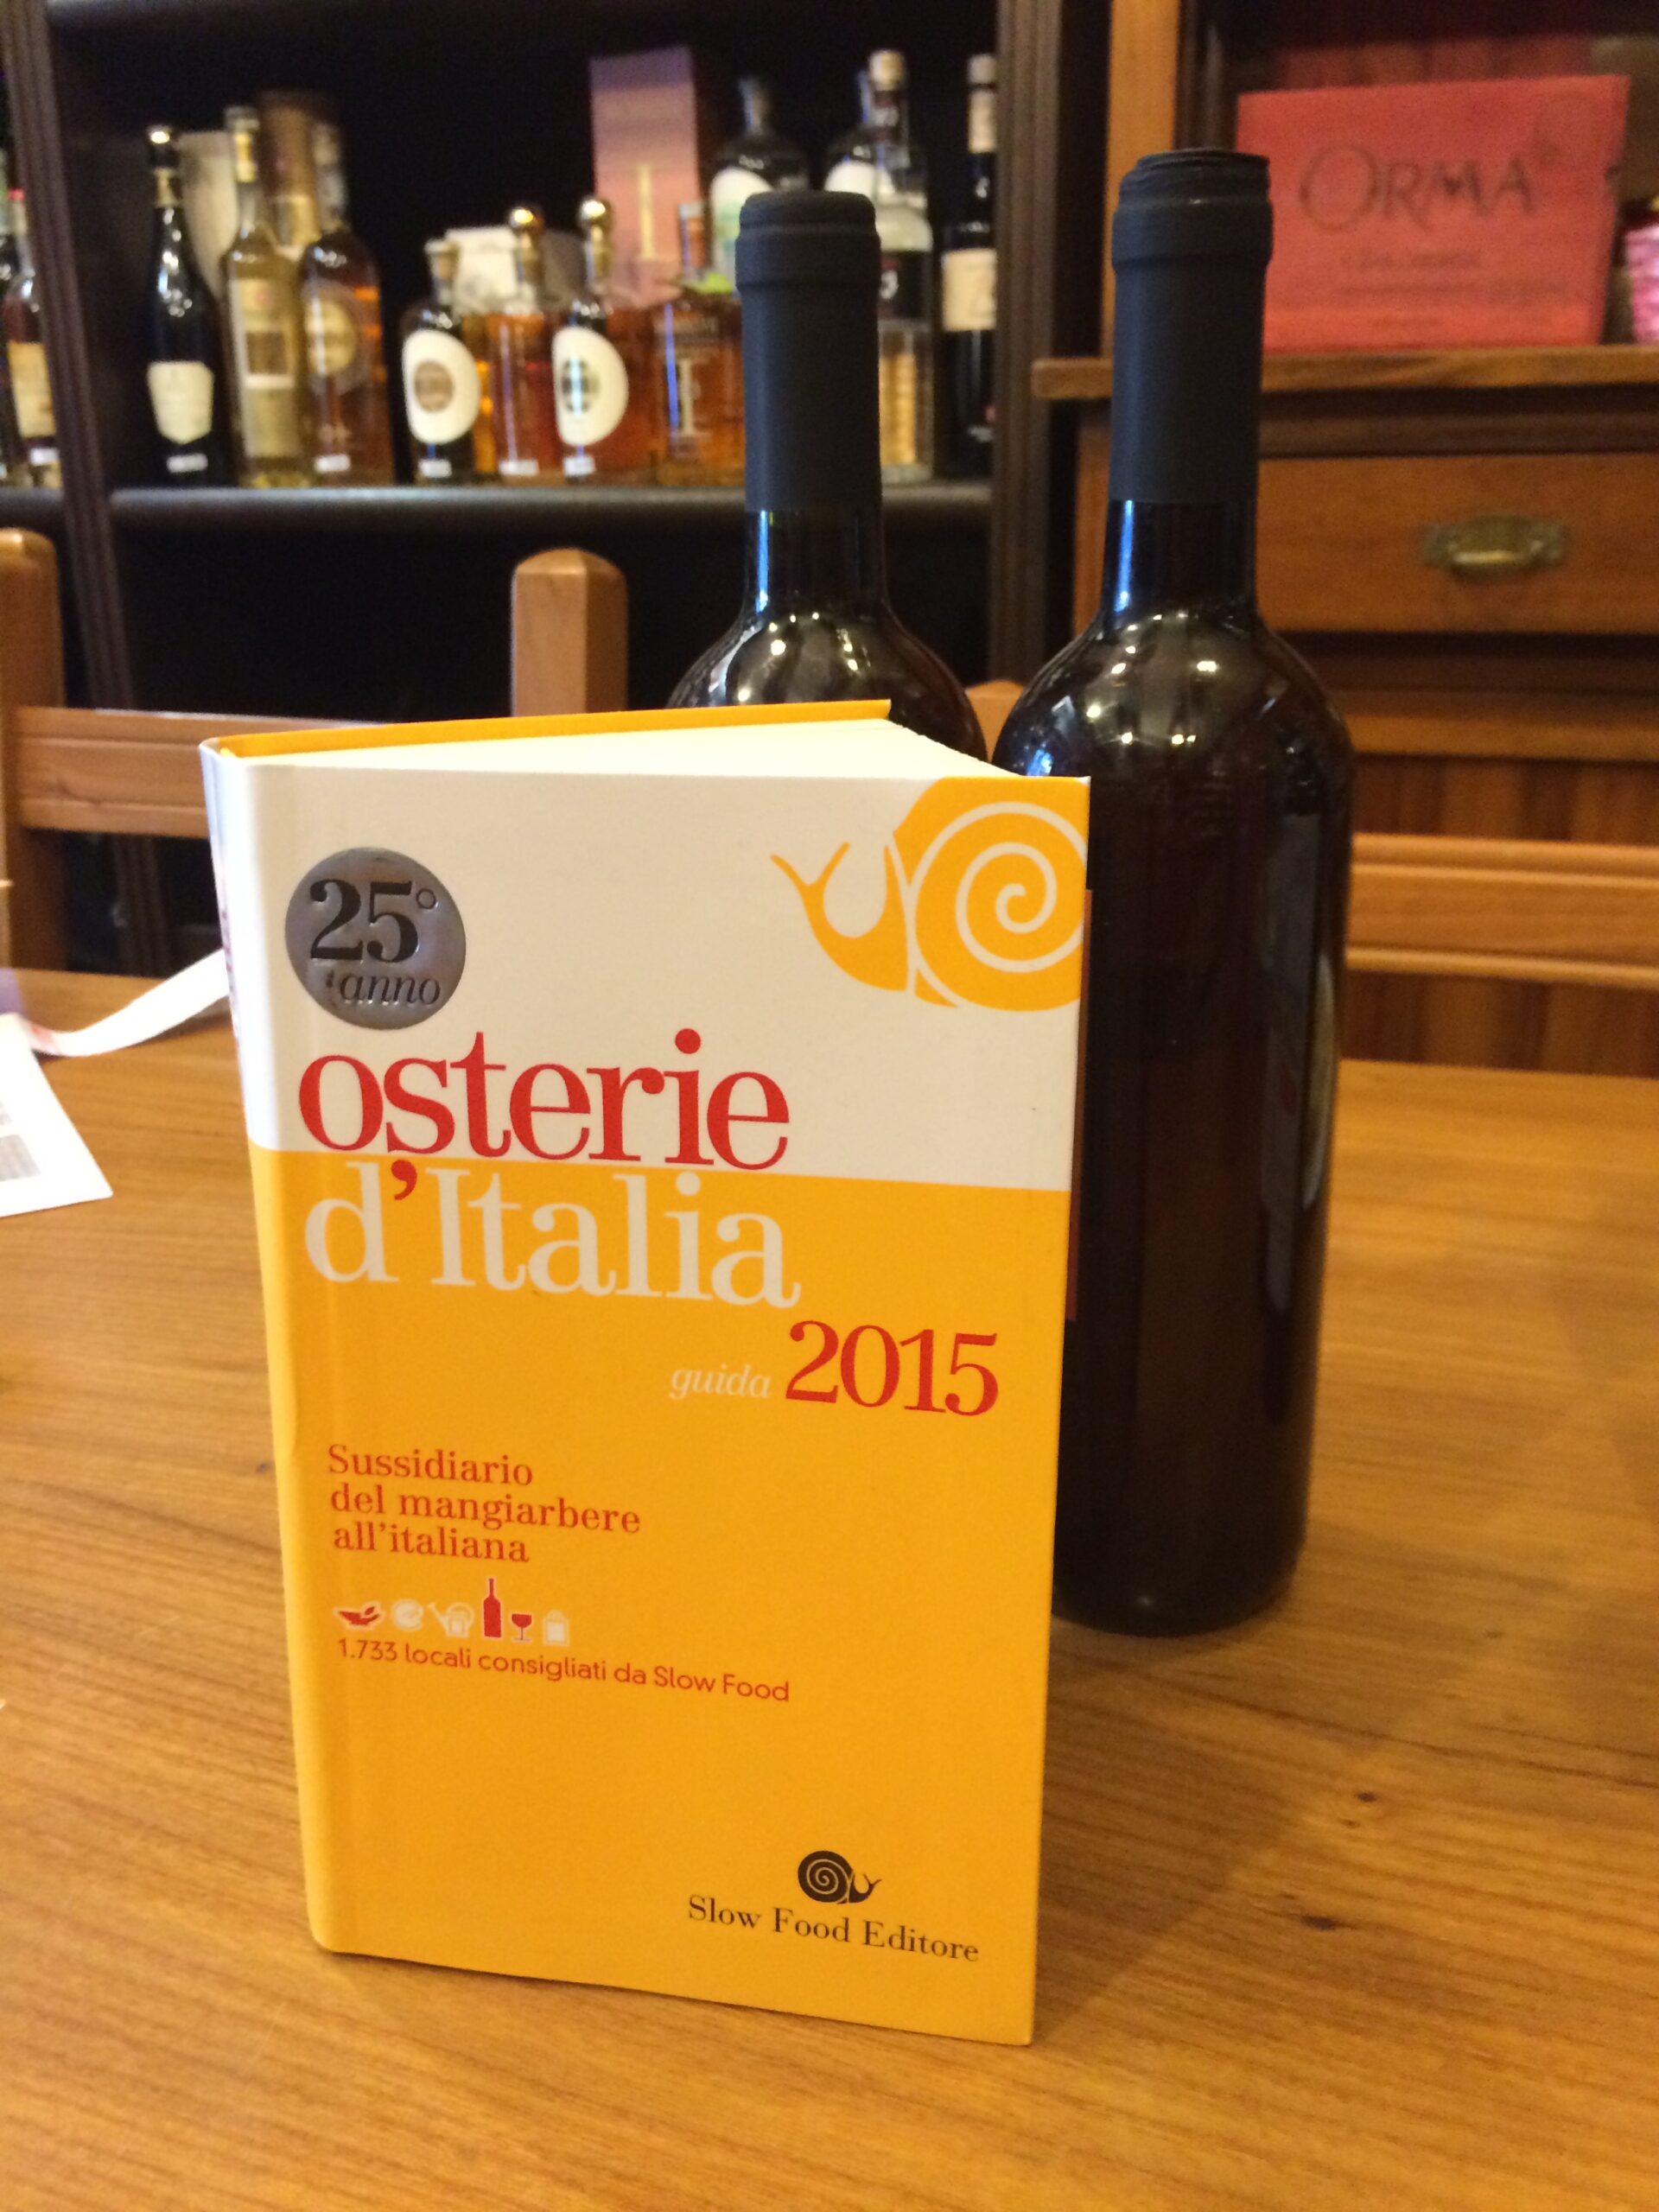 ORMA
25°
anno
osterie
d'Italia
guida 2015
Sussidiario
del mangiarbere
all'italiana
1.733 locali consigliati da Slow Food
Slow Food Editore